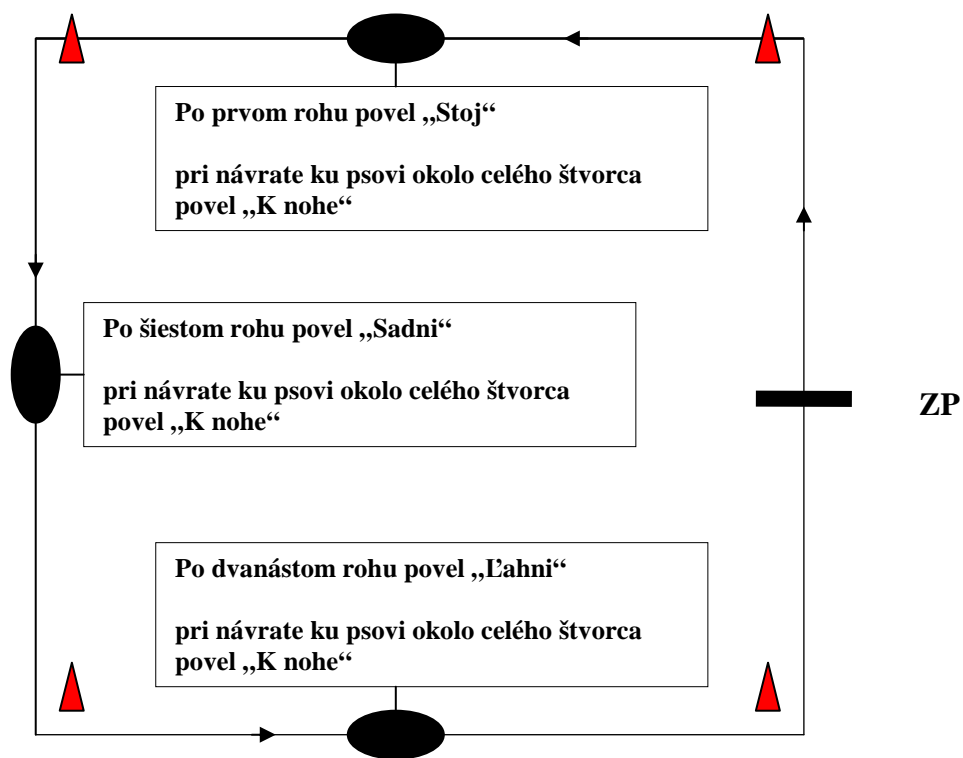 Po prvom rohu povel „Stoj“
pri návrate ku psovi okolo celého štvorca
povel „K nohe“
Po šiestom rohu povel „Sadni“
pri návrate ku psovi okolo celého štvorca
povel „K nohe“
ZP
Po dvanástom rohu povel „Ľahni“
pri návrate ku psovi okolo celého štvorca
povel „K nohe“